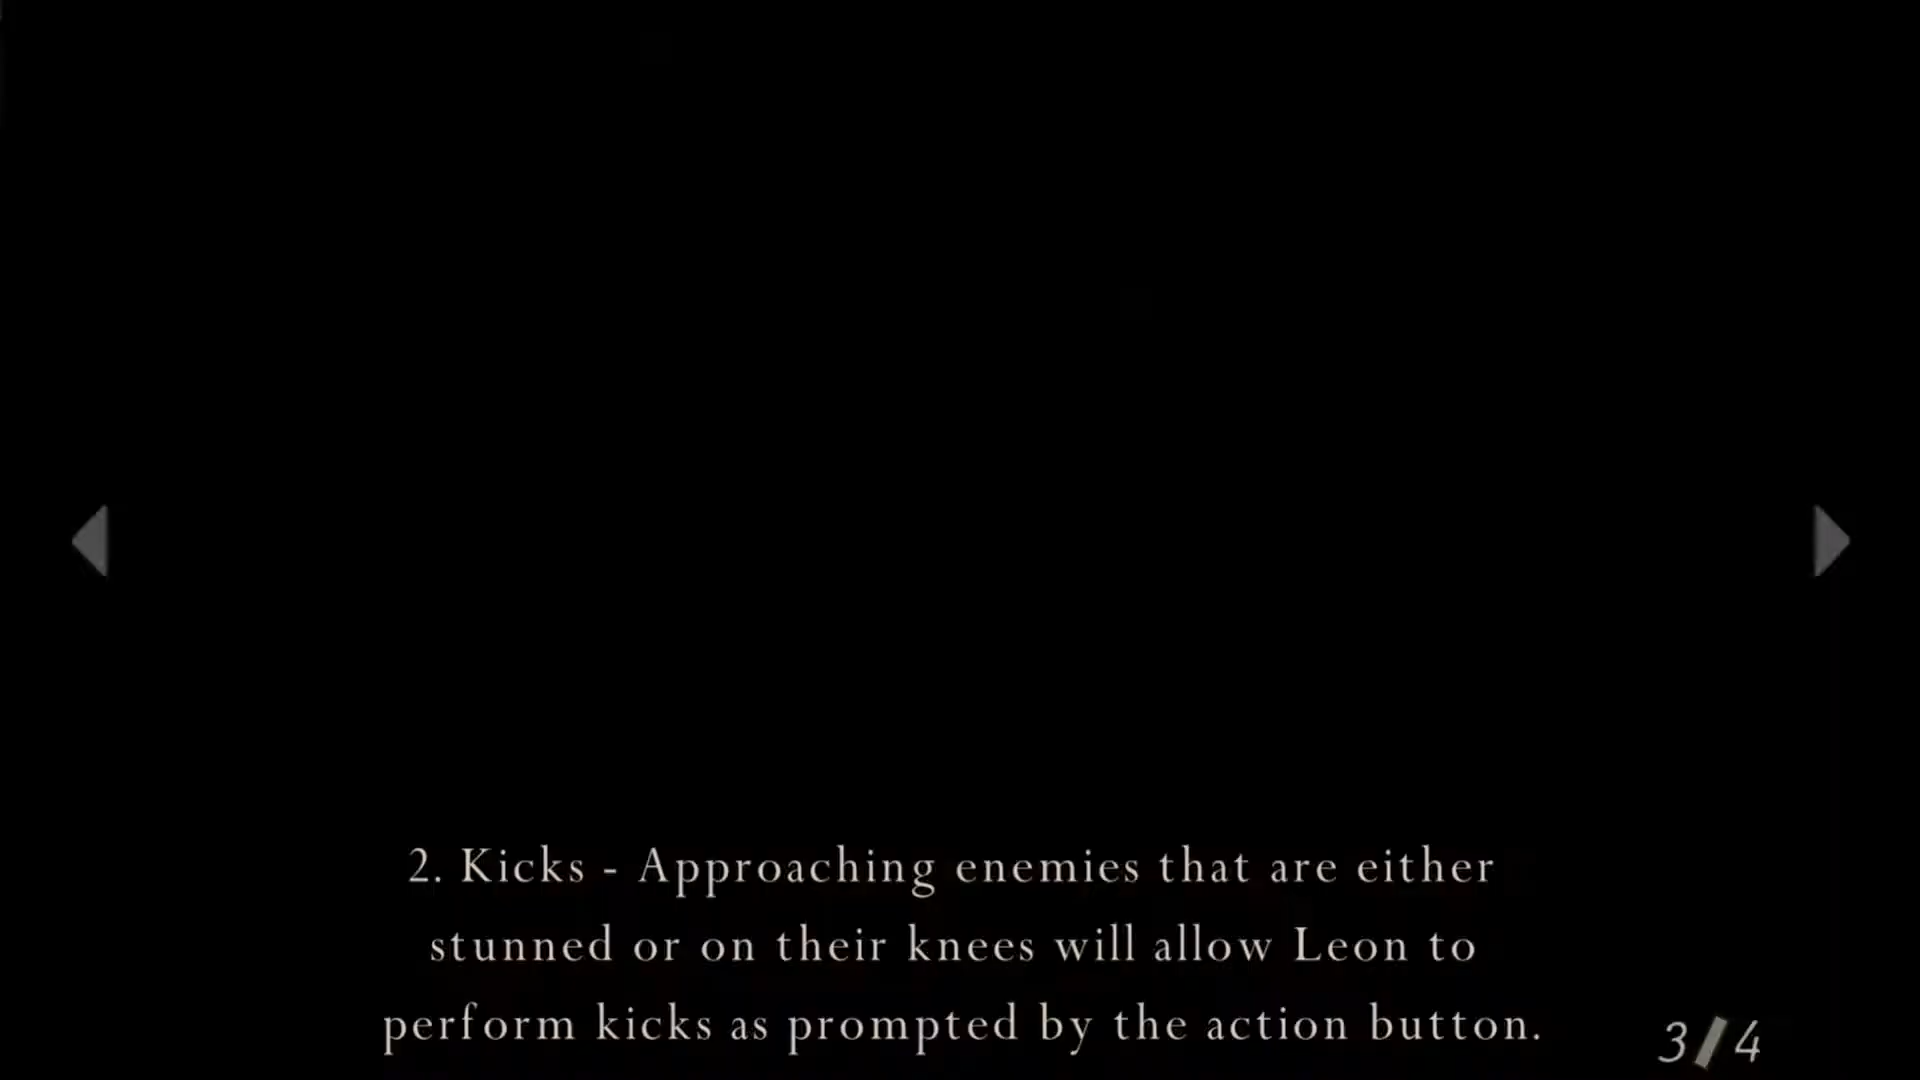 2. Kicks - Approaching enemies that are either
stunned or on their knees will allow Leon to
perform kicks as prompted by the action button.
3/4